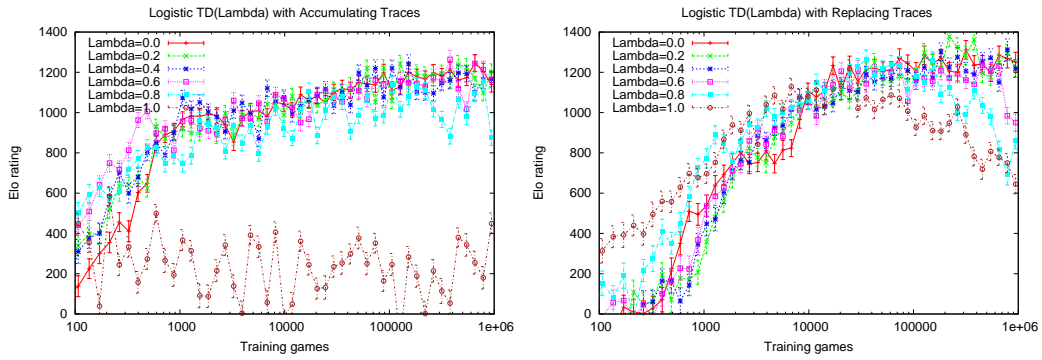 Logistic TD(Lambda) with Accumulating Traces
1400
1200
1000
800
600
400
200
0
Elo rating
Lambda=0.0
Lambda=0.2
Lambda=0.4
Lambda=0.6
Lambda=0.8
Lambda=1.0
100
1000
10000
100000
1e+06
Training games
Logistic TD(Lambda) with Replacing Traces
1400
1200
1000
800
600
400
200
0
Elo rating
Lambda=0.0
Lambda=0.2
Lambda=0.4
Lambda=0.6
Lambda=0.8
Lambda=1.0
100
1000
10000
100000
1e+06
Training games